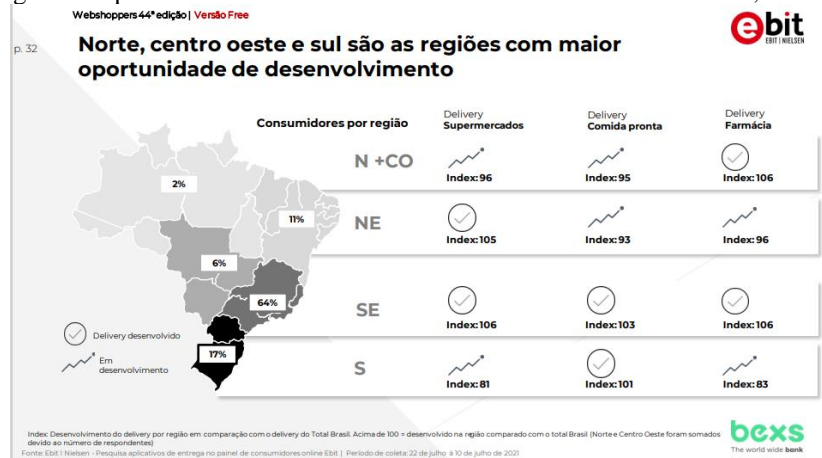 Webshoppers 44ª edição | Versão Free
ebit
EBIT | NIELSEN
p. 32
Norte, centro oeste e sul são as regiões com maior
oportunidade de desenvolvimento
Consumidores por região
Delivery
Supermercados
Delivery
Comida pronta
Delivery
Farmácia
N +CO
Index: 96
Index: 95
Index: 106
NE
Index: 105
Index: 93
Index: 96
SE
Index: 106
Index: 103
Index: 106
S
Index: 81
Index: 101
Index: 83
2%
11%
6%
64%
17%
Delivery desenvolvido
Em
desenvolvimento
Index: Desenvolvimento do delivery por região em comparação com o delivery do Total Brasil. Acima de 100 = desenvolvido na região comparado com o total Brasil (Norte e Centro Oeste foram somados
devido ao número de respondentes)
Fonte: Ebit | Nielsen - Pesquisa aplicativos de entrega no painel de consumidores online Ebit | Período de coleta: 22 de julho à 10 de julho de 2021
bexs
The world wide bank